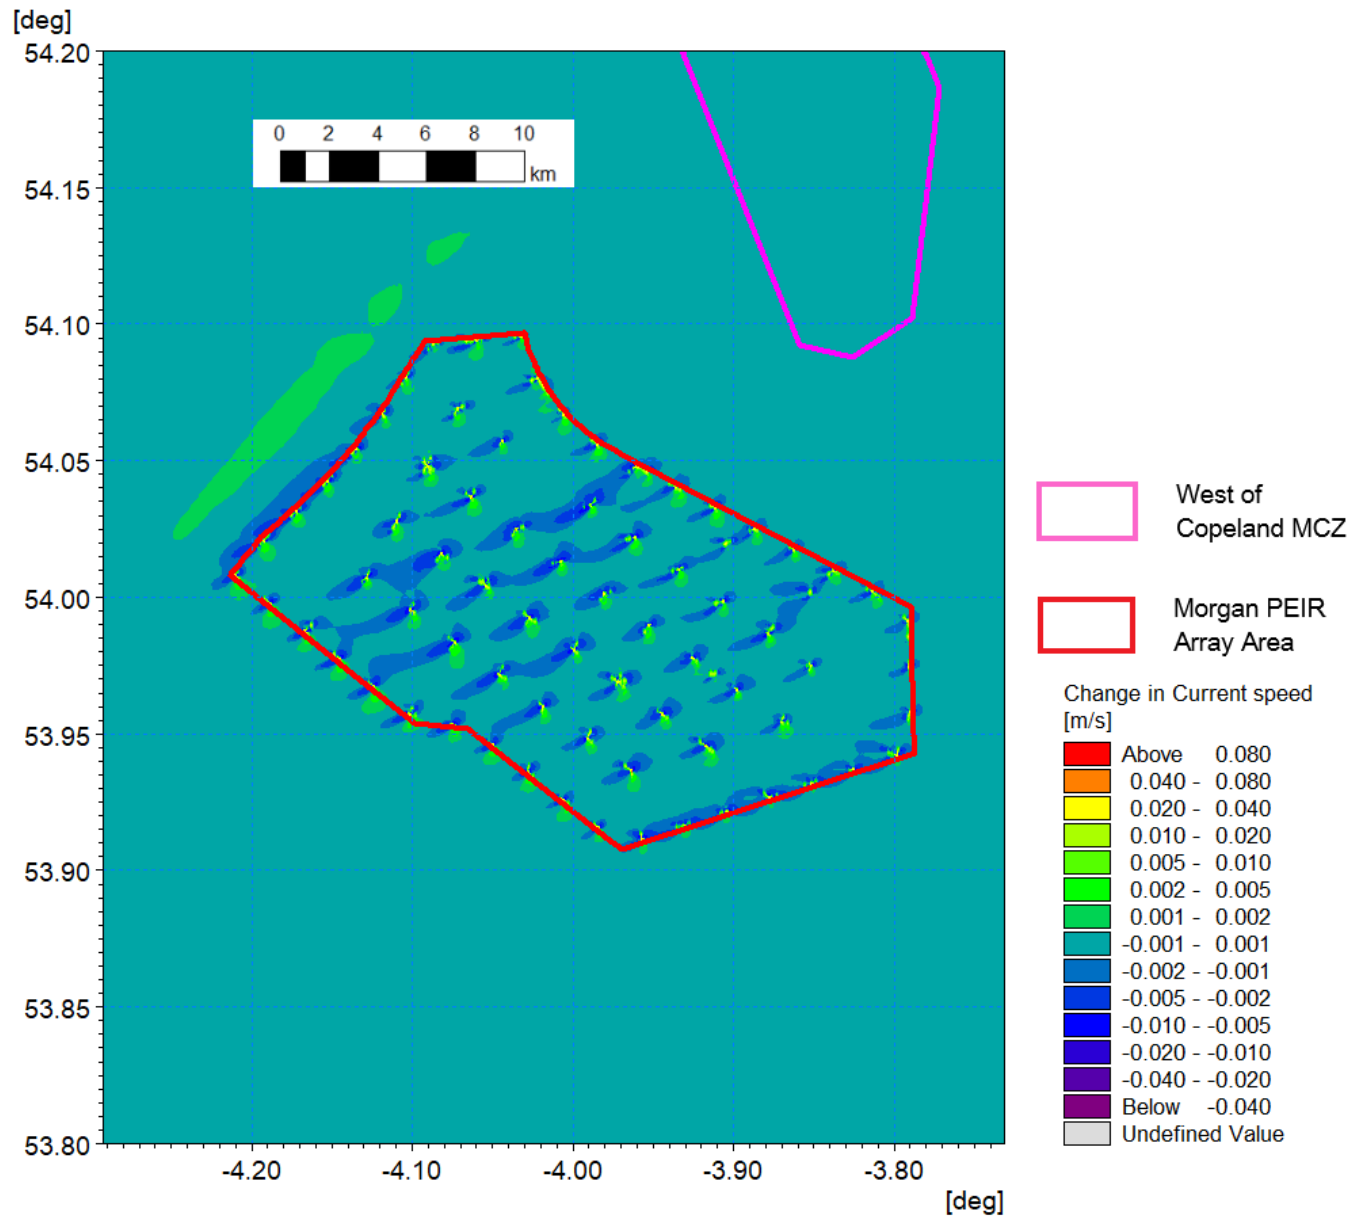 [deg]
54.20
54.15
54.10
54.05
54.00
53.95
53.90
53.85
53.80
0 2 4 6 8 10
km
-4.20 -4.10 -4.00 -3.90 -3.80
[deg]
West of
Copeland MCZ
Morgan PEIR
Array Area
Change in Current speed
[m/s]
Above 0.080
0.040 - 0.080
0.020 - 0.040
0.010 - 0.020
0.005 - 0.010
0.002 - 0.005
0.001 - 0.002
-0.001 - 0.001
-0.002 - -0.001
-0.005 - -0.002
-0.010 - -0.005
-0.020 - -0.010
-0.040 - -0.020
Below -0.040
Undefined Value